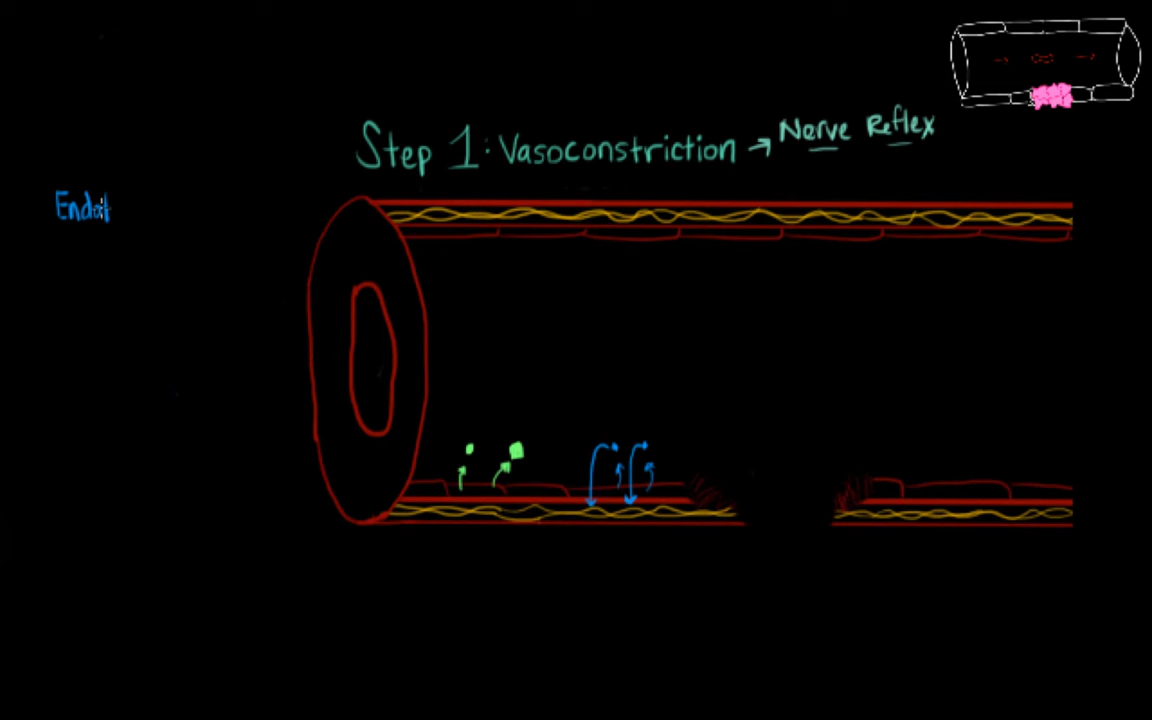 Step 1: Vasoconstriction → Nerve Reflex
Endot